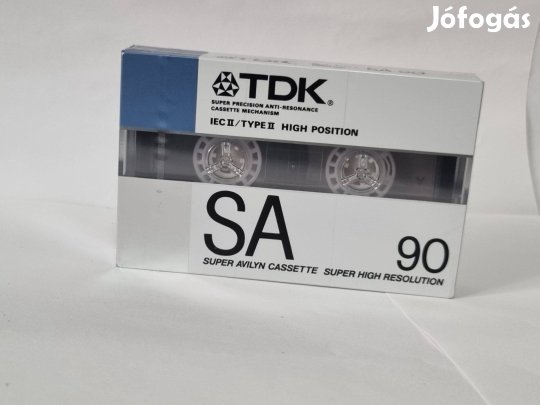 Jófogás
TDK®
SUPER PRECISION ANTI-RESONANCE
CASSETTE MECHANISM
IEC II/TYPE II HIGH POSITION
SA 90
SUPER AVILYN CASSETTE SUPER HIGH RESOLUTION